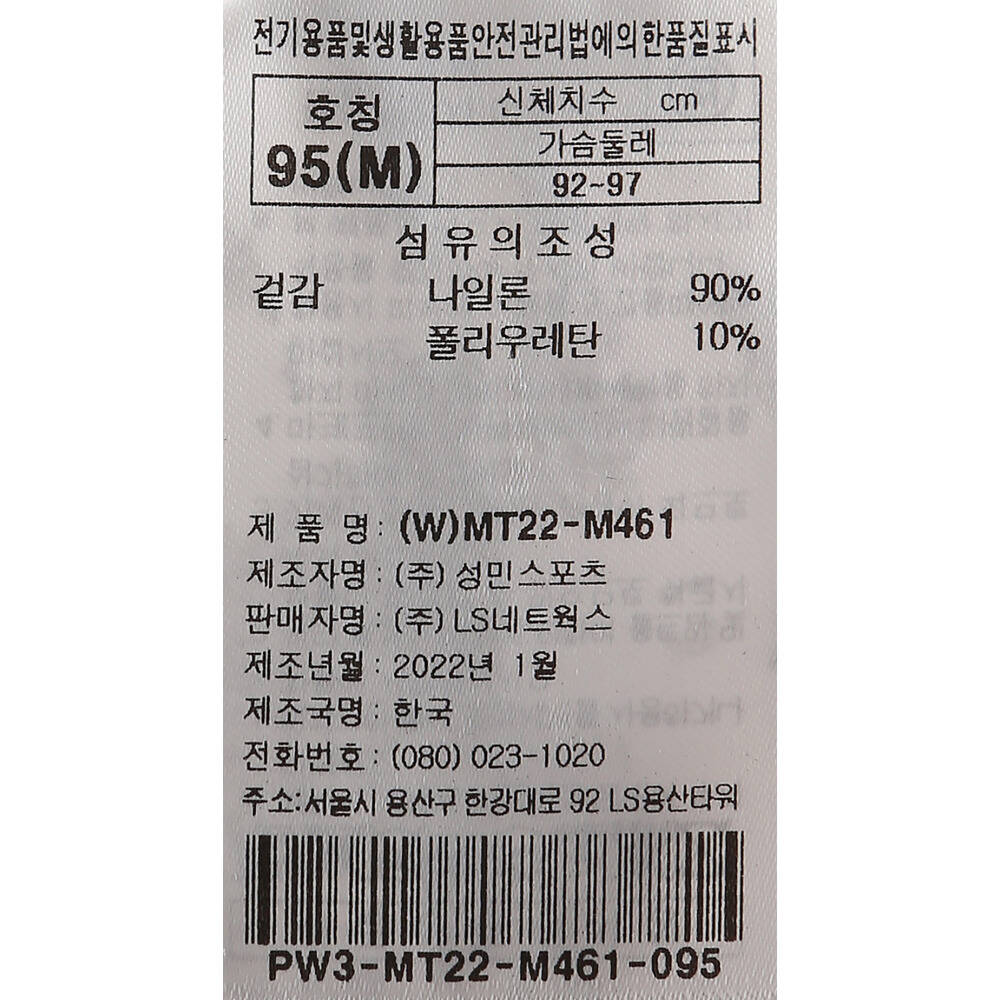 전기용품및생활용품안전관리법에의한품질표시
호칭 신체치수 cm
95(M) 가슴둘레
92~97
섬유의조성
겉감 나일론 90%
폴리우레탄 10%
제 품 명: (W)MT22-M461
제조자명: (주) 성민스포츠
판매자명: (주) LS네트웍스
제조년월: 2022년 1월
제조국명: 한국
전화번호: (080) 023-1020
주소:서울시 용산구 한강대로 92 LS용산타워
PW3-MT22-M461-095